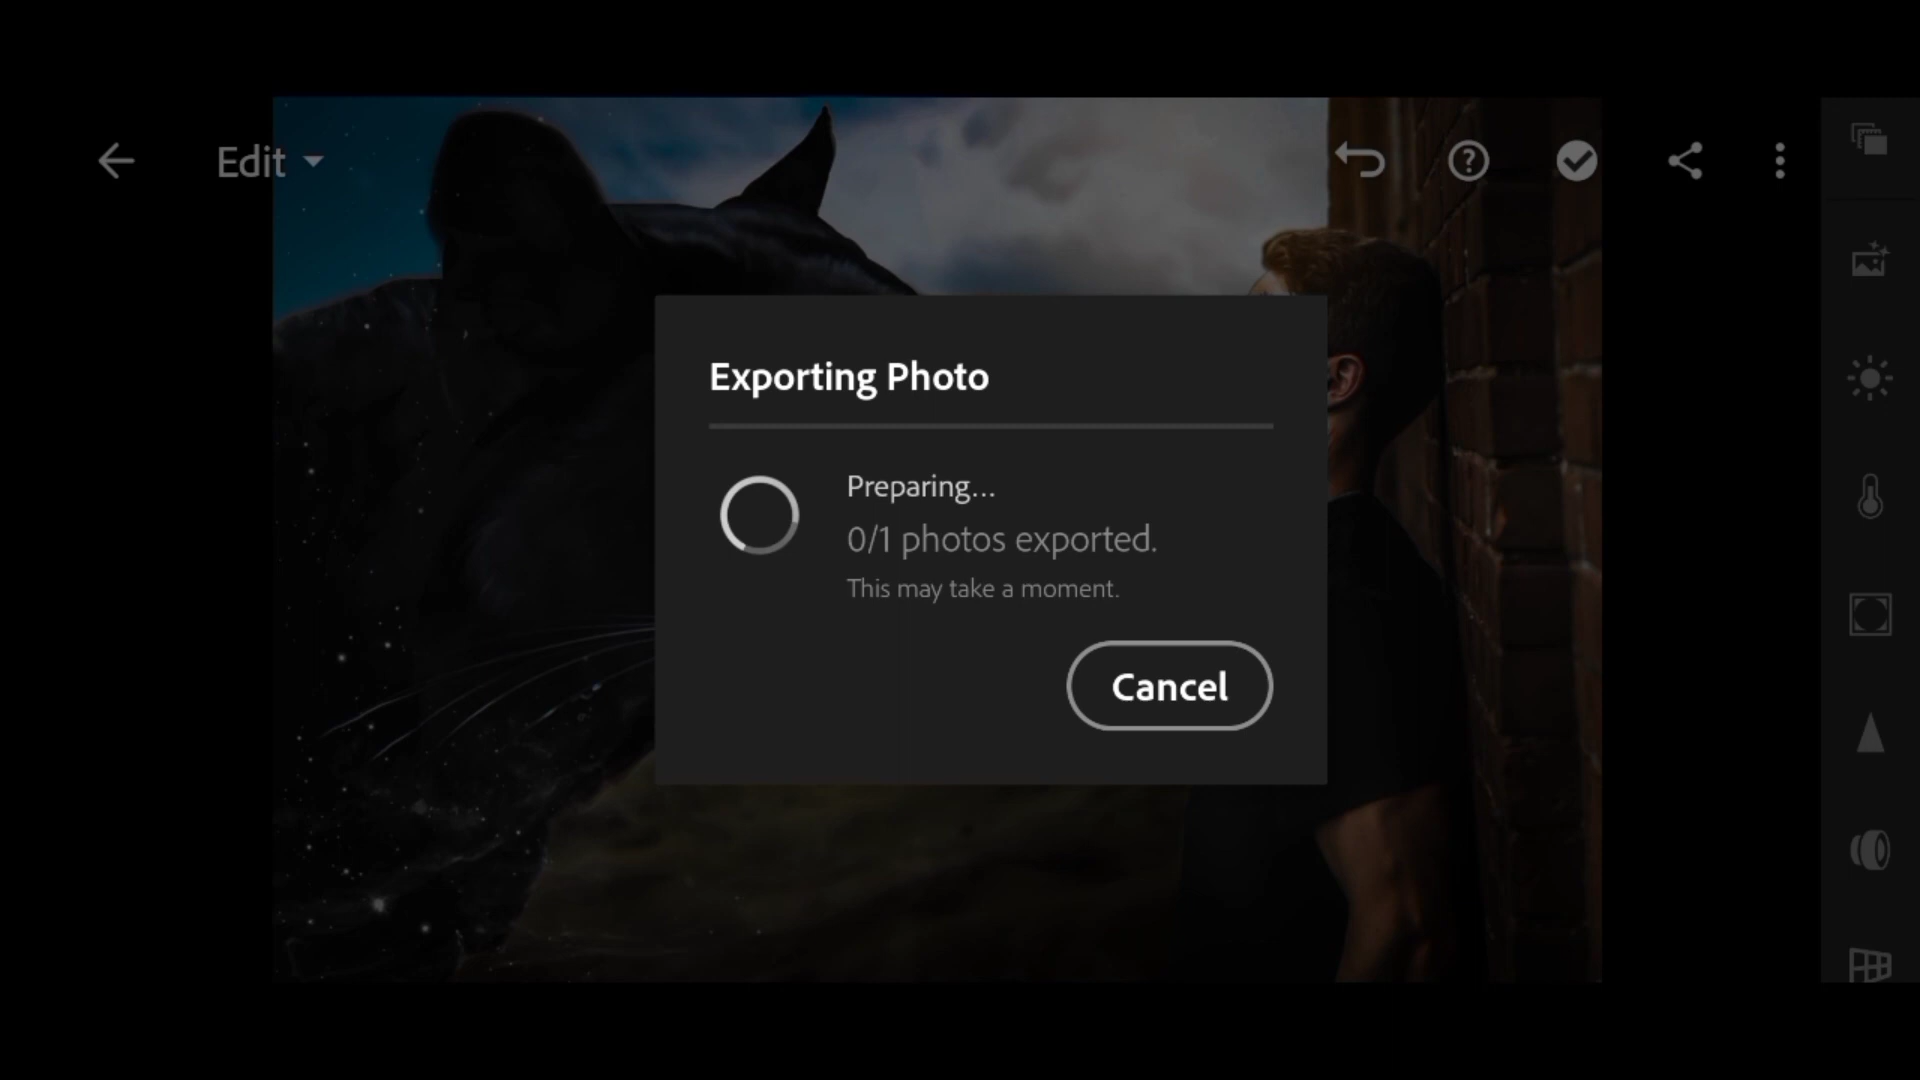 Edit
Exporting Photo
Preparing...
0/1 photos exported.
This may take a moment.
Cancel